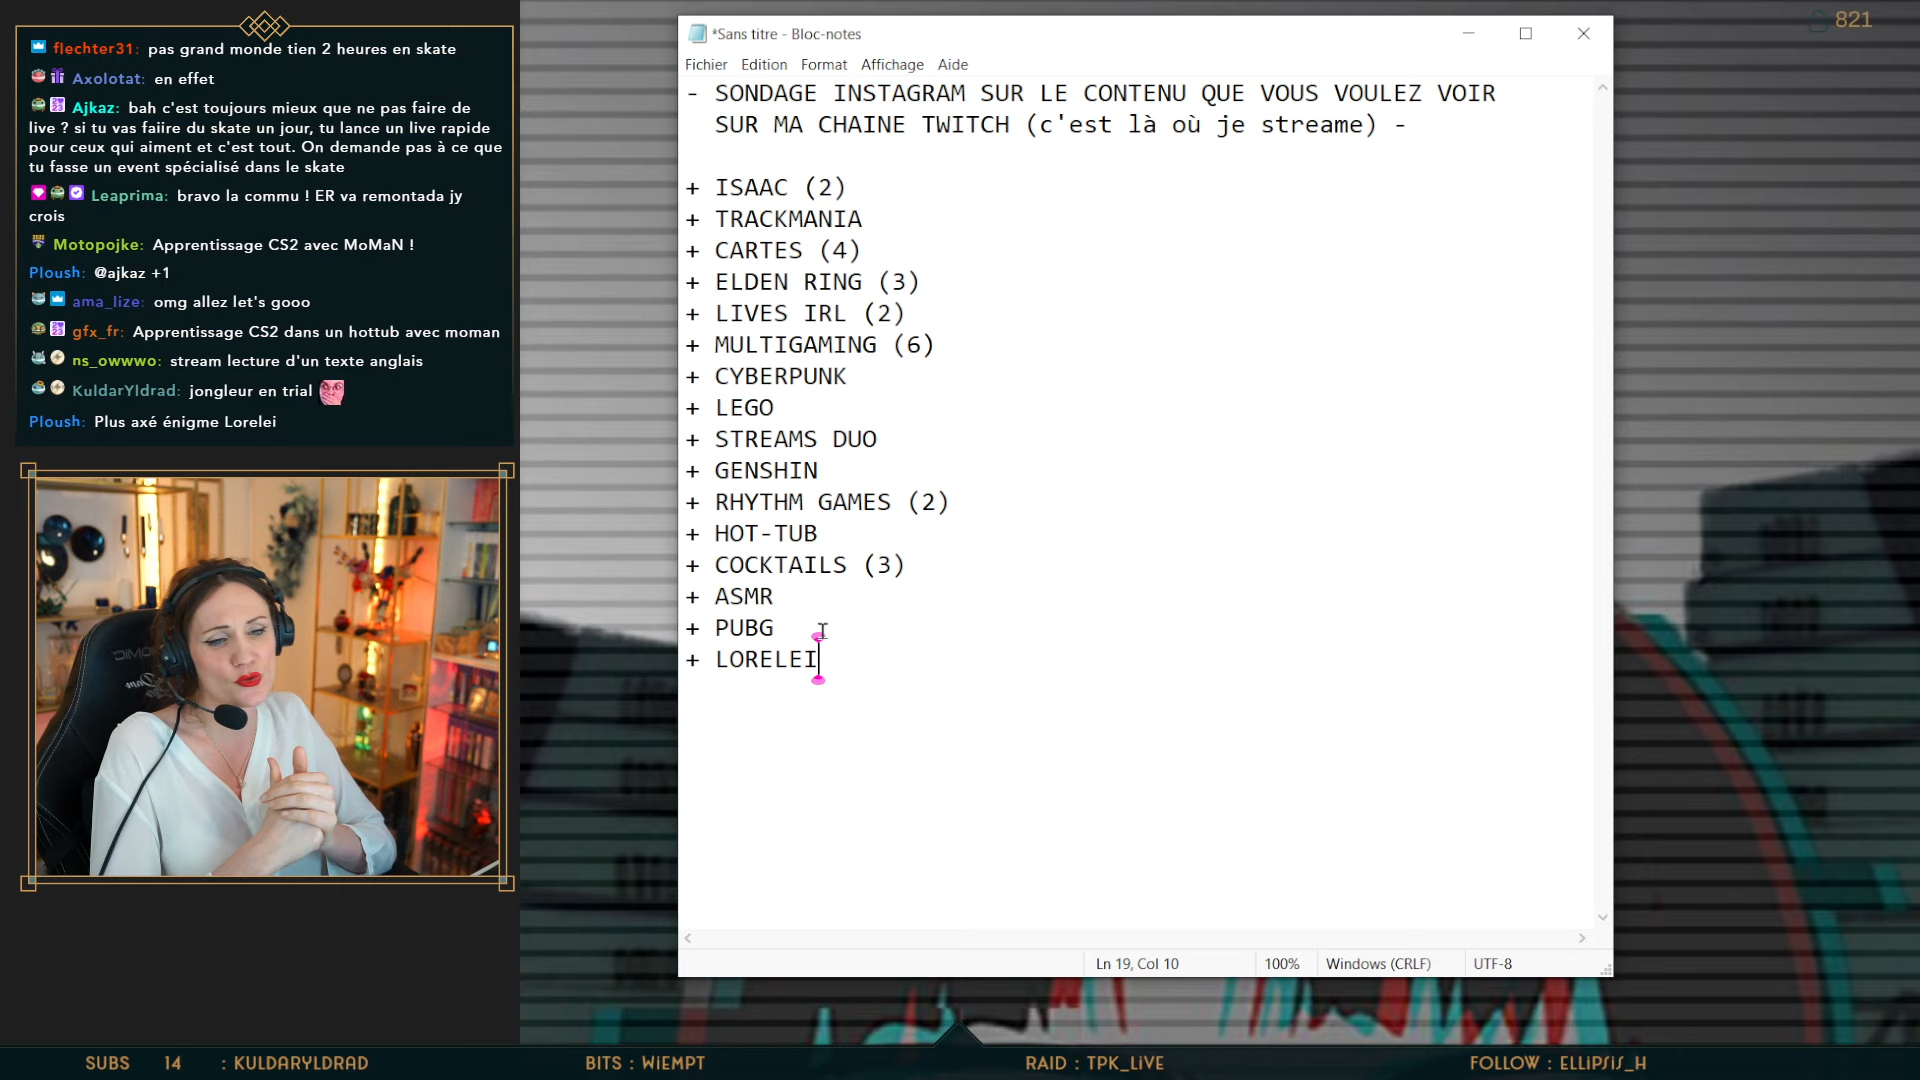 flechter31: pas grand monde tien 2 heures en skate
Axolotat: en effet
Ajkaz: bah c'est toujours mieux que ne pas faire de
live ? si tu vas faiire du skate un jour, tu lance un live rapide
pour ceux qui aiment et c'est tout. On demande pas à ce que
tu fasse un event spécialisé dans le skate
Leaprima: bravo la commu ! ER va remontada jy
crois
Motopojke: Apprentissage CS2 avec MoMaN !
Ploush: @ajkaz +1
ama_lize: omg allez let's gooo
gfx_fr: Apprentissage CS2 dans un hottub avec moman
ns_owwwo: stream lecture d'un texte anglais
KuldarYldrad: jongleur en trial
Ploush: Plus axé énigme Lorelei
821
*Sans titre - Bloc-notes
Fichier Edition Format Affichage Aide
- SONDAGE INSTAGRAM SUR LE CONTENU QUE VOUS VOULEZ VOIR
SUR MA CHAINE TWITCH (c'est là où je streame) -
+ ISAAC (2)
+ TRACKMANIA
+ CARTES (4)
+ ELDEN RING (3)
+ LIVES IRL (2)
+ MULTIGAMING (6)
+ CYBERPUNK
+ LEGO
+ STREAMS DUO
+ GENSHIN
+ RHYTHM GAMES (2)
+ HOT-TUB
+ COCKTAILS (3)
+ ASMR
+ PUBG
+ LORELEI
Ln 19, Col 10 100% Windows (CRLF) UTF-8
SUBS 14 : KULDARYLDRAD BITS : WIEMPT RAID : TPK_LIVE FOLLOW : ELLIPSIS_H